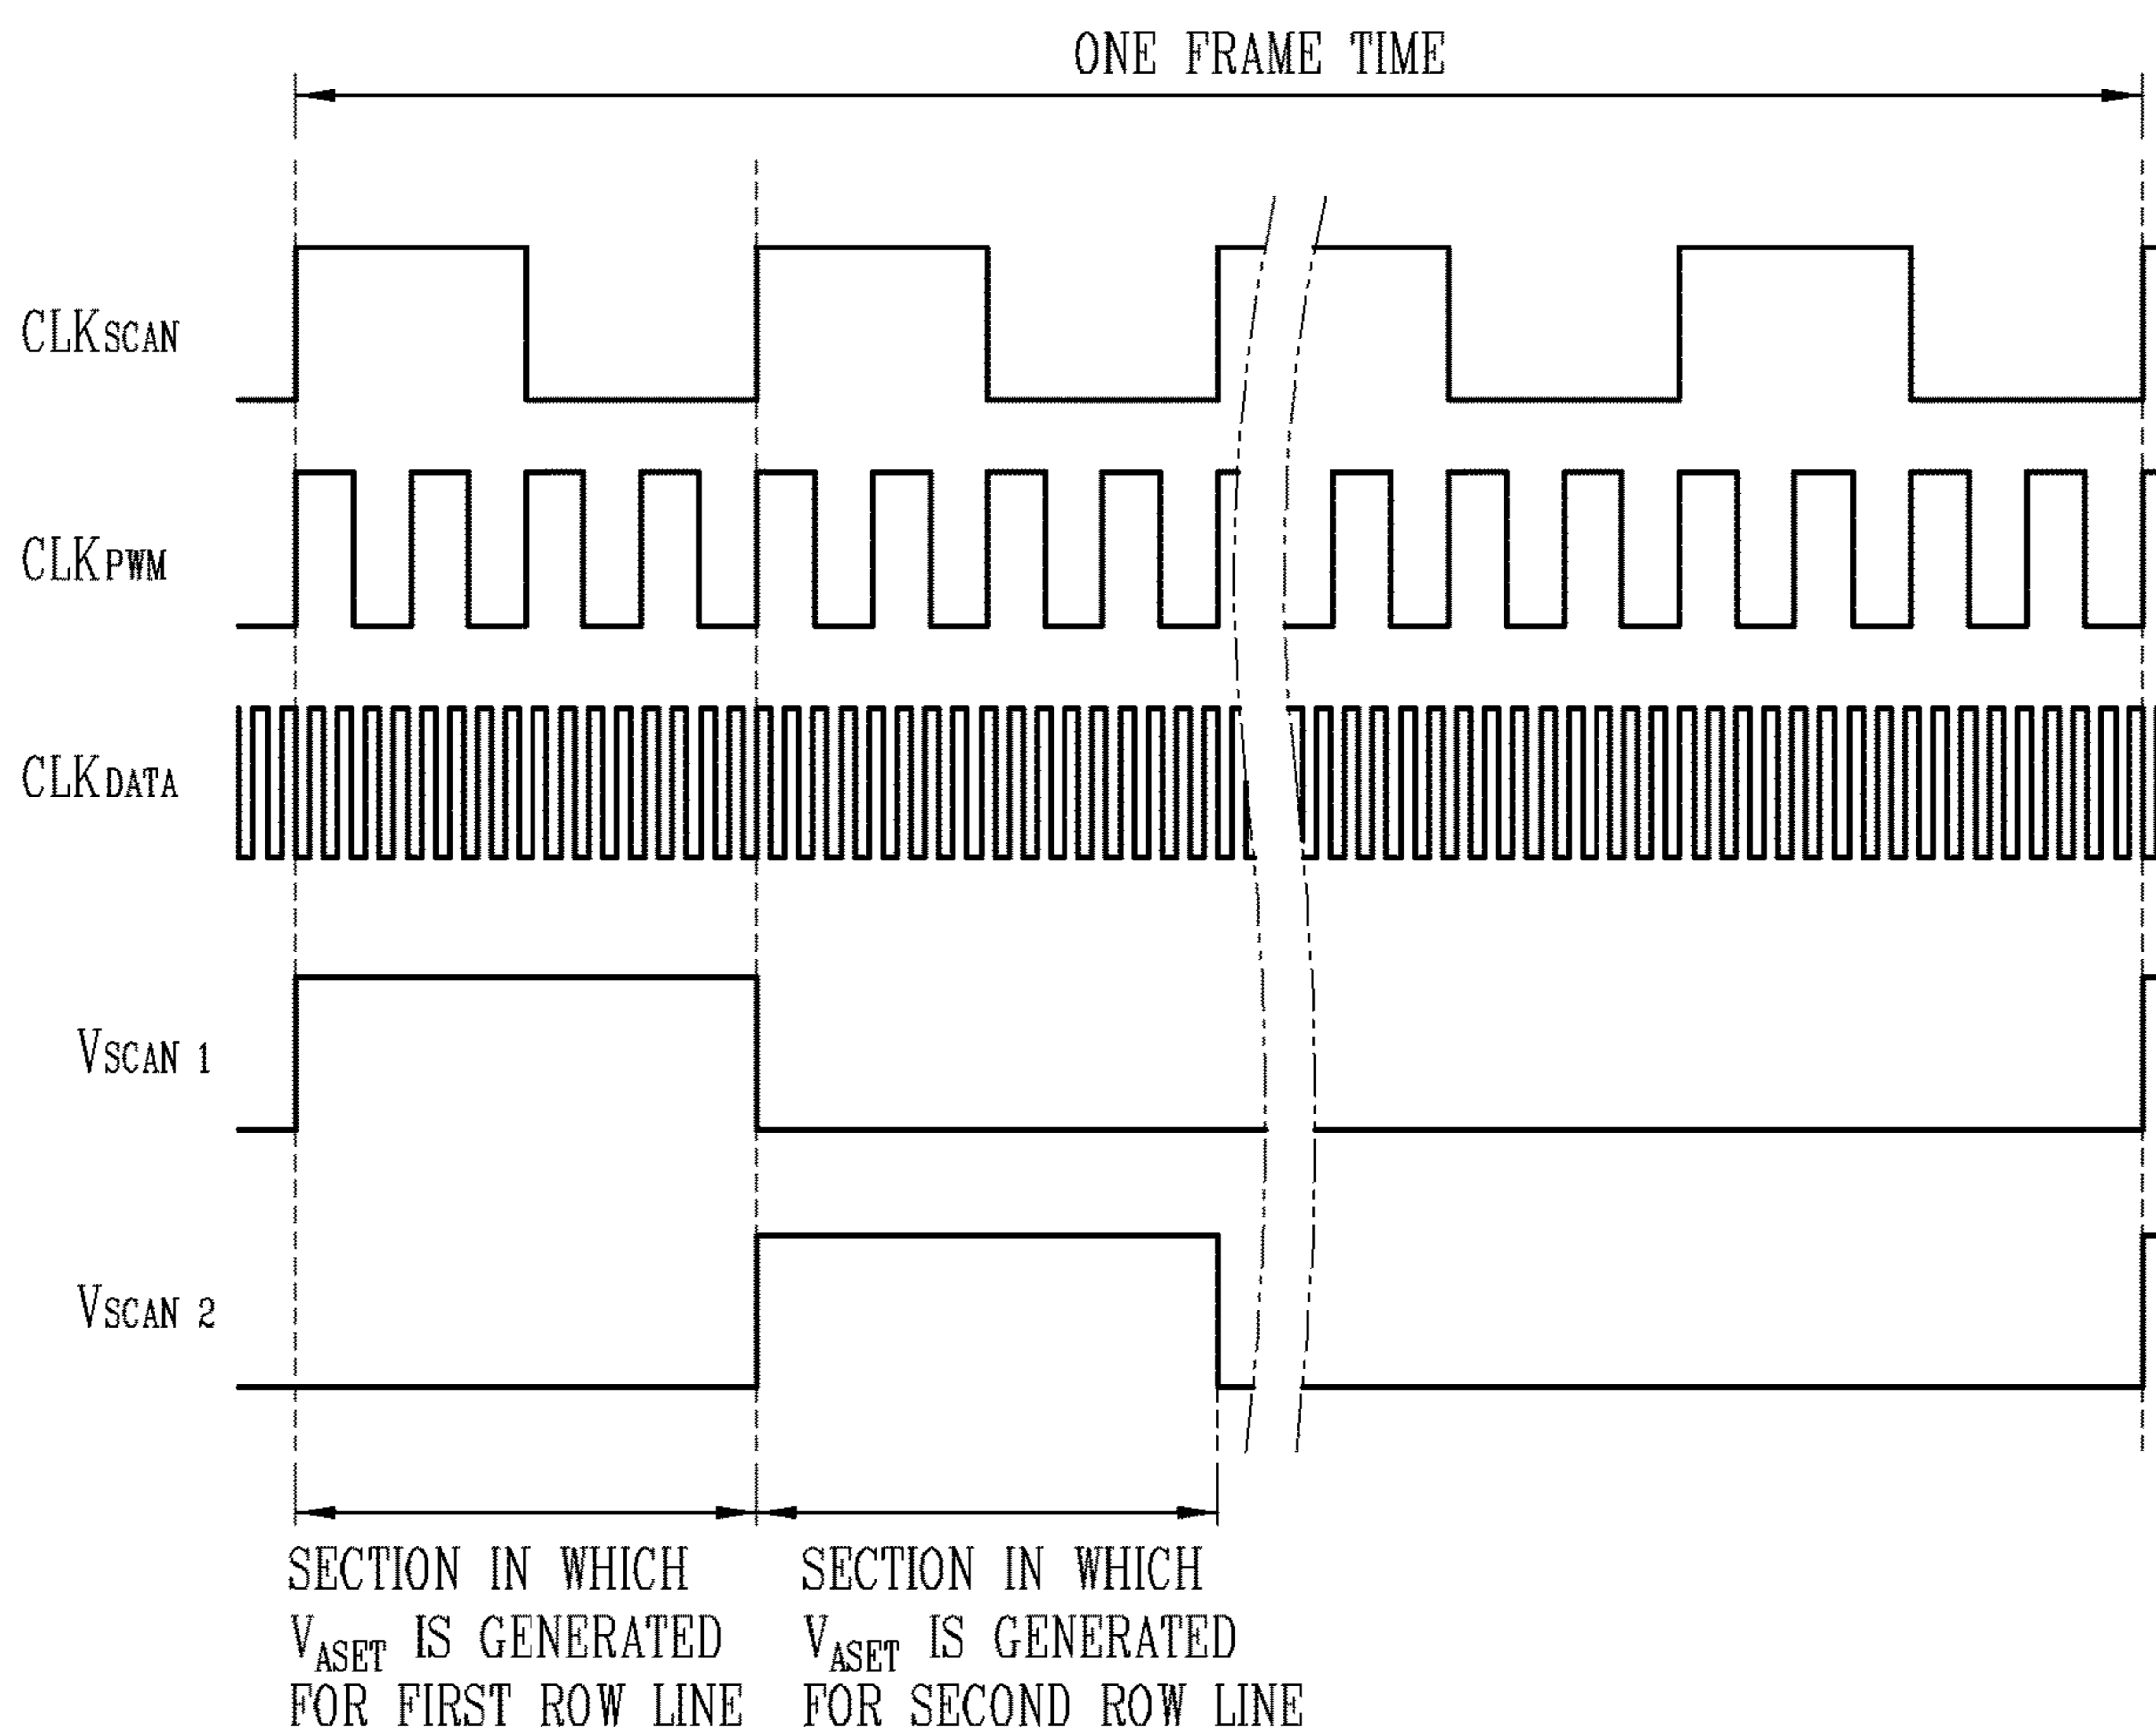 ONE FRAME TIME
CLKSCAN
CLKPWM
CLKDATA
VSCAN 1
VSCAN 2
SECTION IN WHICH
VASET IS GENERATED
FOR FIRST ROW LINE
SECTION IN WHICH
VASET IS GENERATED
FOR SECOND ROW LINE